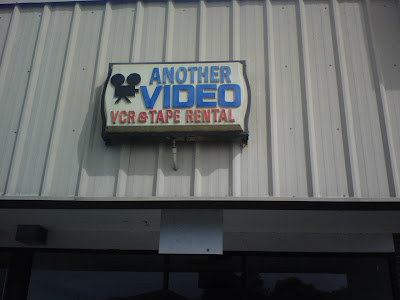 ANOTHER
VIDEO
VCR & TAPE RENTAL